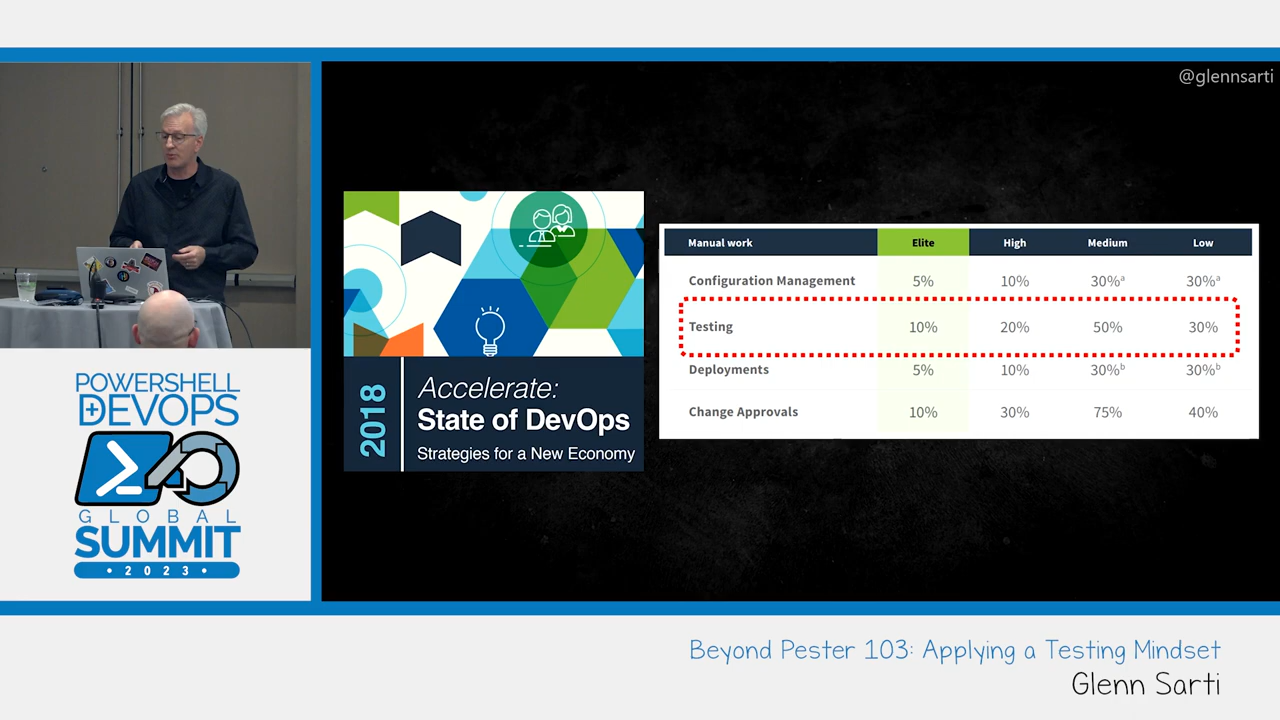 @glennsarti
2018
Accelerate:
State of DevOps
Strategies for a New Economy
Manual work Elite High Medium Low
Configuration Management 5% 10% 30%ᵃ 30%ᵃ
Testing 10% 20% 50% 30%
Deployments 5% 10% 30%ᵇ 30%ᵇ
Change Approvals 10% 30% 75% 40%
POWERSHELL
+DEVOPS
GLOBAL
SUMMIT
• 2023 •
Beyond Pester 103: Applying a Testing Mindset
Glenn Sarti